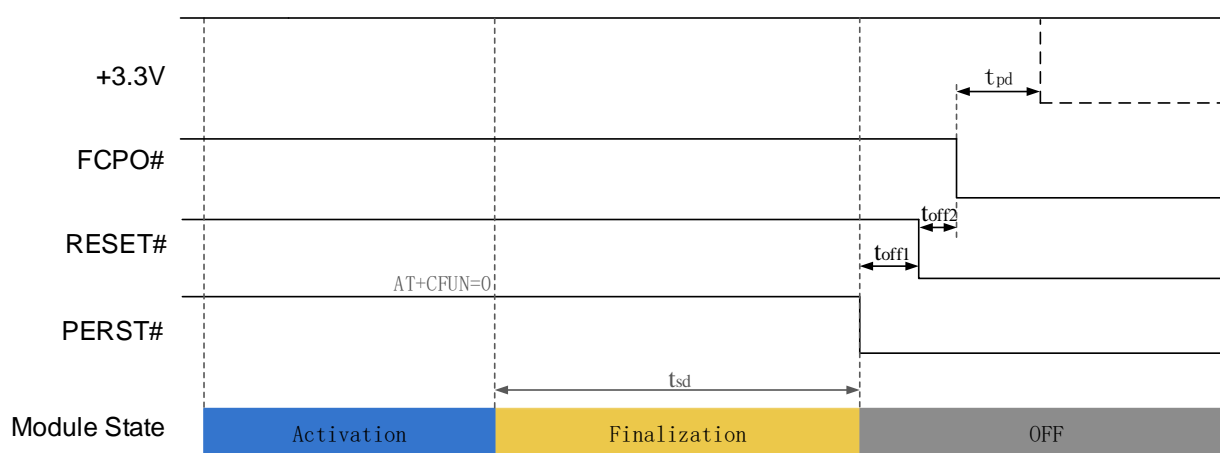 +3.3V
tpd
FCPO#
toff2
RESET#
toff1
AT+CFUN=0
PERST#
tsd
Module State
Activation
Finalization
OFF